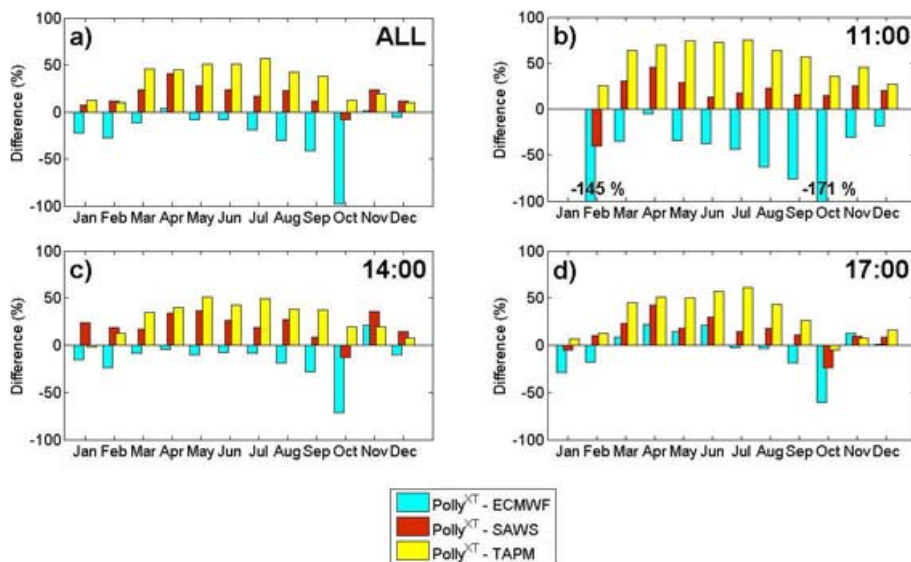 a) ALL
100
50
0
-50
-100
Difference (%)
Jan Feb Mar Apr May Jun Jul Aug Sep Oct Nov Dec
b) 11:00
100
50
0
-50
-100
Difference (%)
-145 % -171 %
Jan Feb Mar Apr May Jun Jul Aug Sep Oct Nov Dec
c) 14:00
100
50
0
-50
-100
Difference (%)
Jan Feb Mar Apr May Jun Jul Aug Sep Oct Nov Dec
d) 17:00
100
50
0
-50
-100
Difference (%)
Jan Feb Mar Apr May Jun Jul Aug Sep Oct Nov Dec
Polly^XT - ECMWF
Polly^XT - SAWS
Polly^XT - TAPM